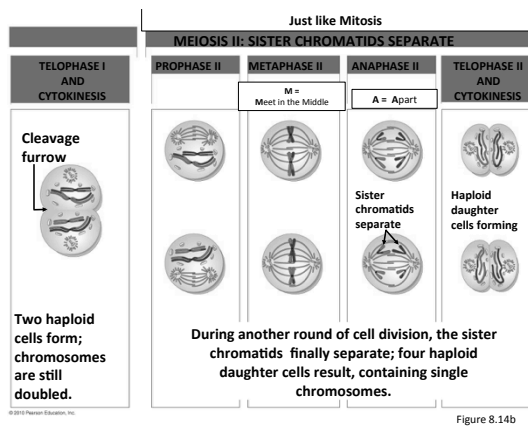 Just like Mitosis
MEIOSIS II: SISTER CHROMATIDS SEPARATE
TELOPHASE I
AND
CYTOKINESIS
PROPHASE II
METAPHASE II
ANAPHASE II
TELOPHASE II
AND
CYTOKINESIS
M =
Meet in the Middle
A = Apart
Cleavage
furrow
Sister
chromatids
separate
Haploid
daughter
cells forming
Two haploid
cells form;
chromosomes
are still
doubled.
During another round of cell division, the sister
chromatids finally separate; four haploid
daughter cells result, containing single
chromosomes.
© 2010 Pearson Education, Inc.
Figure 8.14b